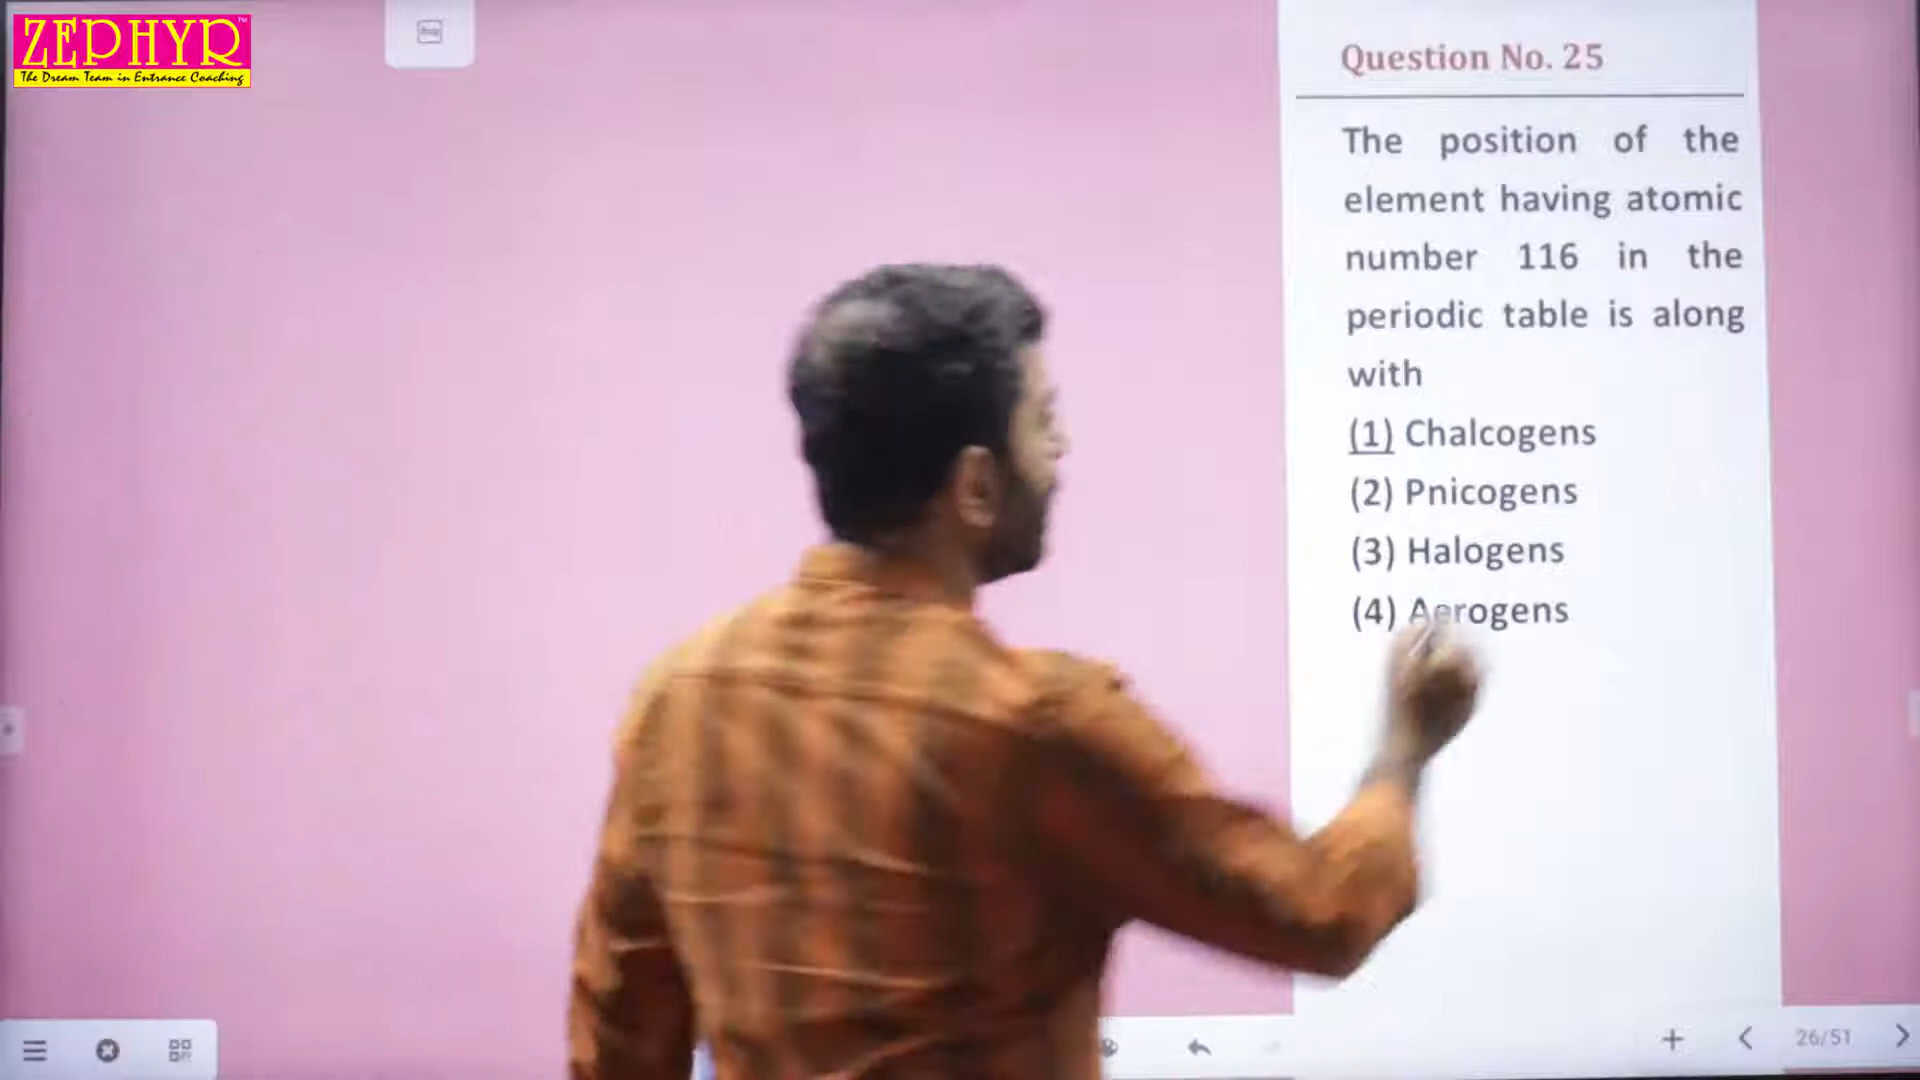 ZEPHYR™
The Dream Team in Entrance Coaching
Question No. 25
The position of the
element having atomic
number 116 in the
periodic table is along
with
(1) Chalcogens
(2) Pnicogens
(3) Halogens
(4) Aerogens
26/51